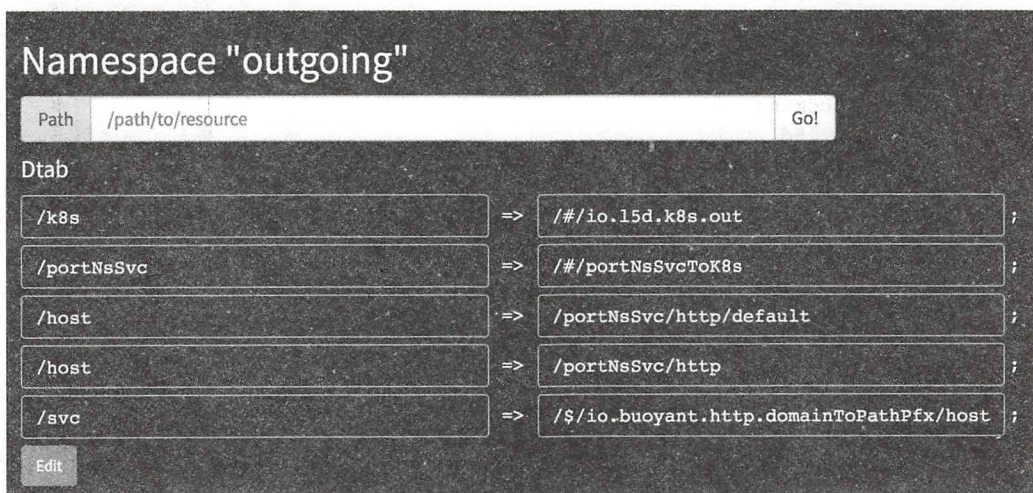 Namespace "outgoing"
Path /path/to/resource Go!
Dtab
/k8s => /#/io.l5d.k8s.out ;
/portNsSvc => /#/portNsSvcToK8s ;
/host => /portNsSvc/http/default ;
/host => /portNsSvc/http ;
/svc => /$/io.buoyant.http.domainToPathPfx/host ;
Edit